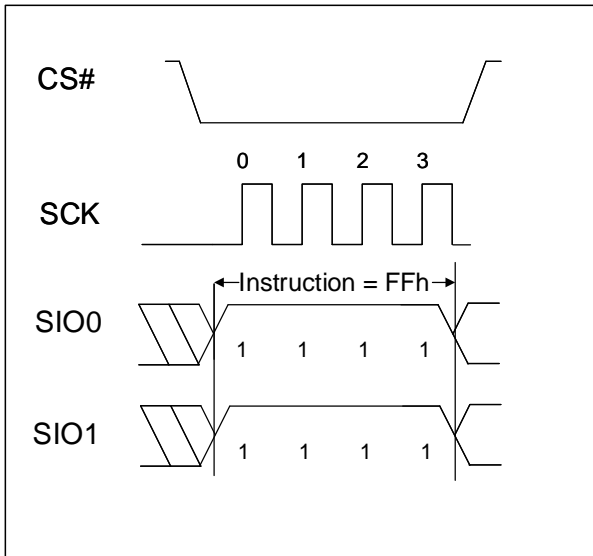 CS#
0 1 2 3
SCK
Instruction = FFh
SIO0
1 1 1 1
SIO1
1 1 1 1